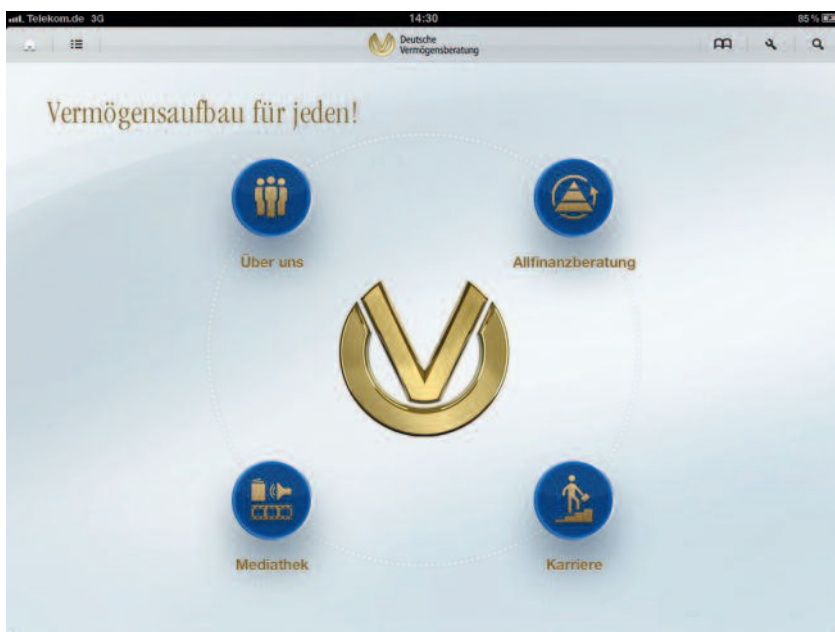 Telekom.de 3G
14:30
85 %
Deutsche
Vermögensberatung
Vermögensaufbau für jeden!
Über uns
Allfinanzberatung
Mediathek
Karriere